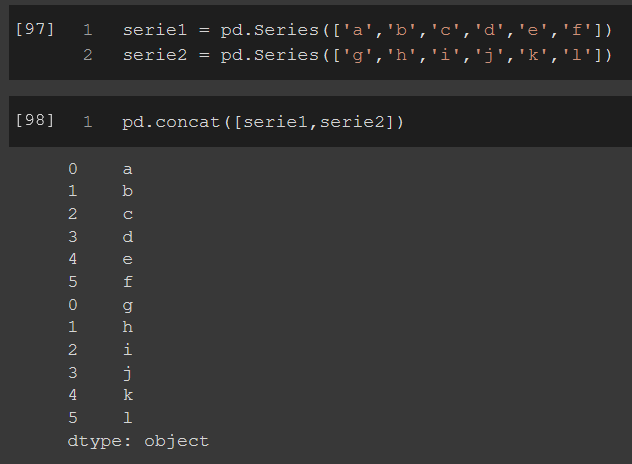 [97] 1 serie1 = pd.Series(['a','b','c','d','e','f'])
2 serie2 = pd.Series(['g','h','i','j','k','l'])
[98] 1 pd.concat([serie1,serie2])
0 a
1 b
2 c
3 d
4 e
5 f
0 g
1 h
2 i
3 j
4 k
5 l
dtype: object